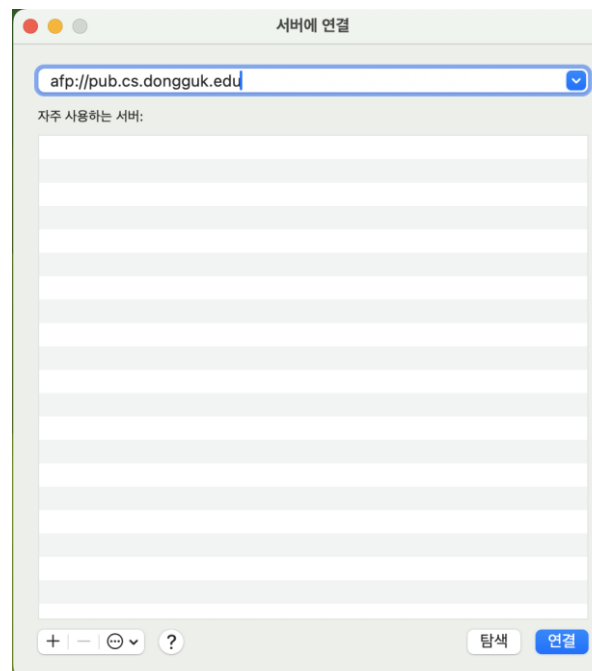 서버에 연결
afp://pub.cs.dongguk.edu
자주 사용하는 서버:
?
탐색
연결